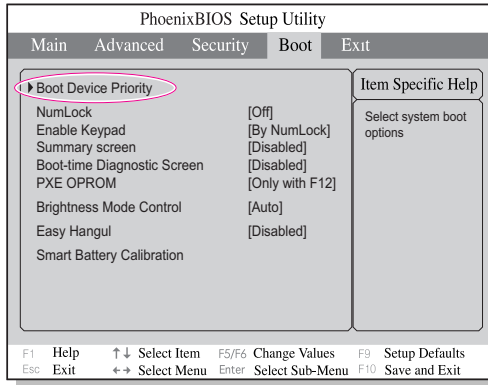 PhoenixBIOS Setup Utility
Main Advanced Security Boot Exit
Boot Device Priority
NumLock [Off]
Enable Keypad [By NumLock]
Summary screen [Disabled]
Boot-time Diagnostic Screen [Disabled]
PXE OPROM [Only with F12]
Brightness Mode Control [Auto]
Easy Hangul [Disabled]
Smart Battery Calibration
Item Specific Help
Select system boot
options
F1 Help ↑↓ Select Item F5/F6 Change Values F9 Setup Defaults
Esc Exit ←→ Select Menu Enter Select Sub-Menu F10 Save and Exit